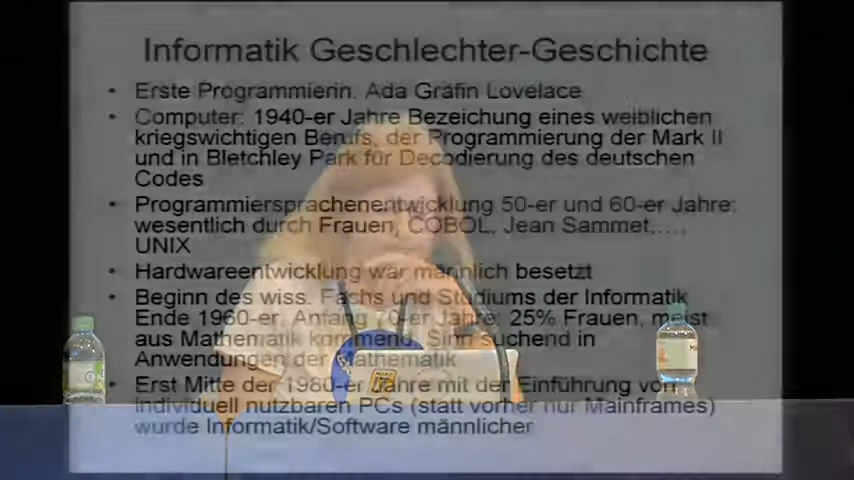 Informatik Geschlechter-Geschichte
• Erste Programmierin. Ada Gräfin Lovelace
• Computer: 1940-er Jahre Bezeichung eines weiblichen
kriegswichtigen Berufs, der Programmierung der Mark II
und in Bletchley Park für Decodierung des deutschen
Codes
• Programmiersprachenentwicklung 50-er und 60-er Jahre:
wesentlich durch Frauen, COBOL, Jean Sammet,....
UNIX
• Hardwareentwicklung war männlich besetzt
• Beginn des wiss. Fachs und Studiums der Informatik
Ende 1960-er, Anfang 70-er Jahre: 25% Frauen, meist
aus Mathematik kommend, Sinn suchend in
Anwendungen der Mathematik
• Erst Mitte der 1980-er Jahre mit der Einführung von
individuell nutzbaren PCs (statt vorher nur Mainframes)
wurde Informatik/Software männlicher